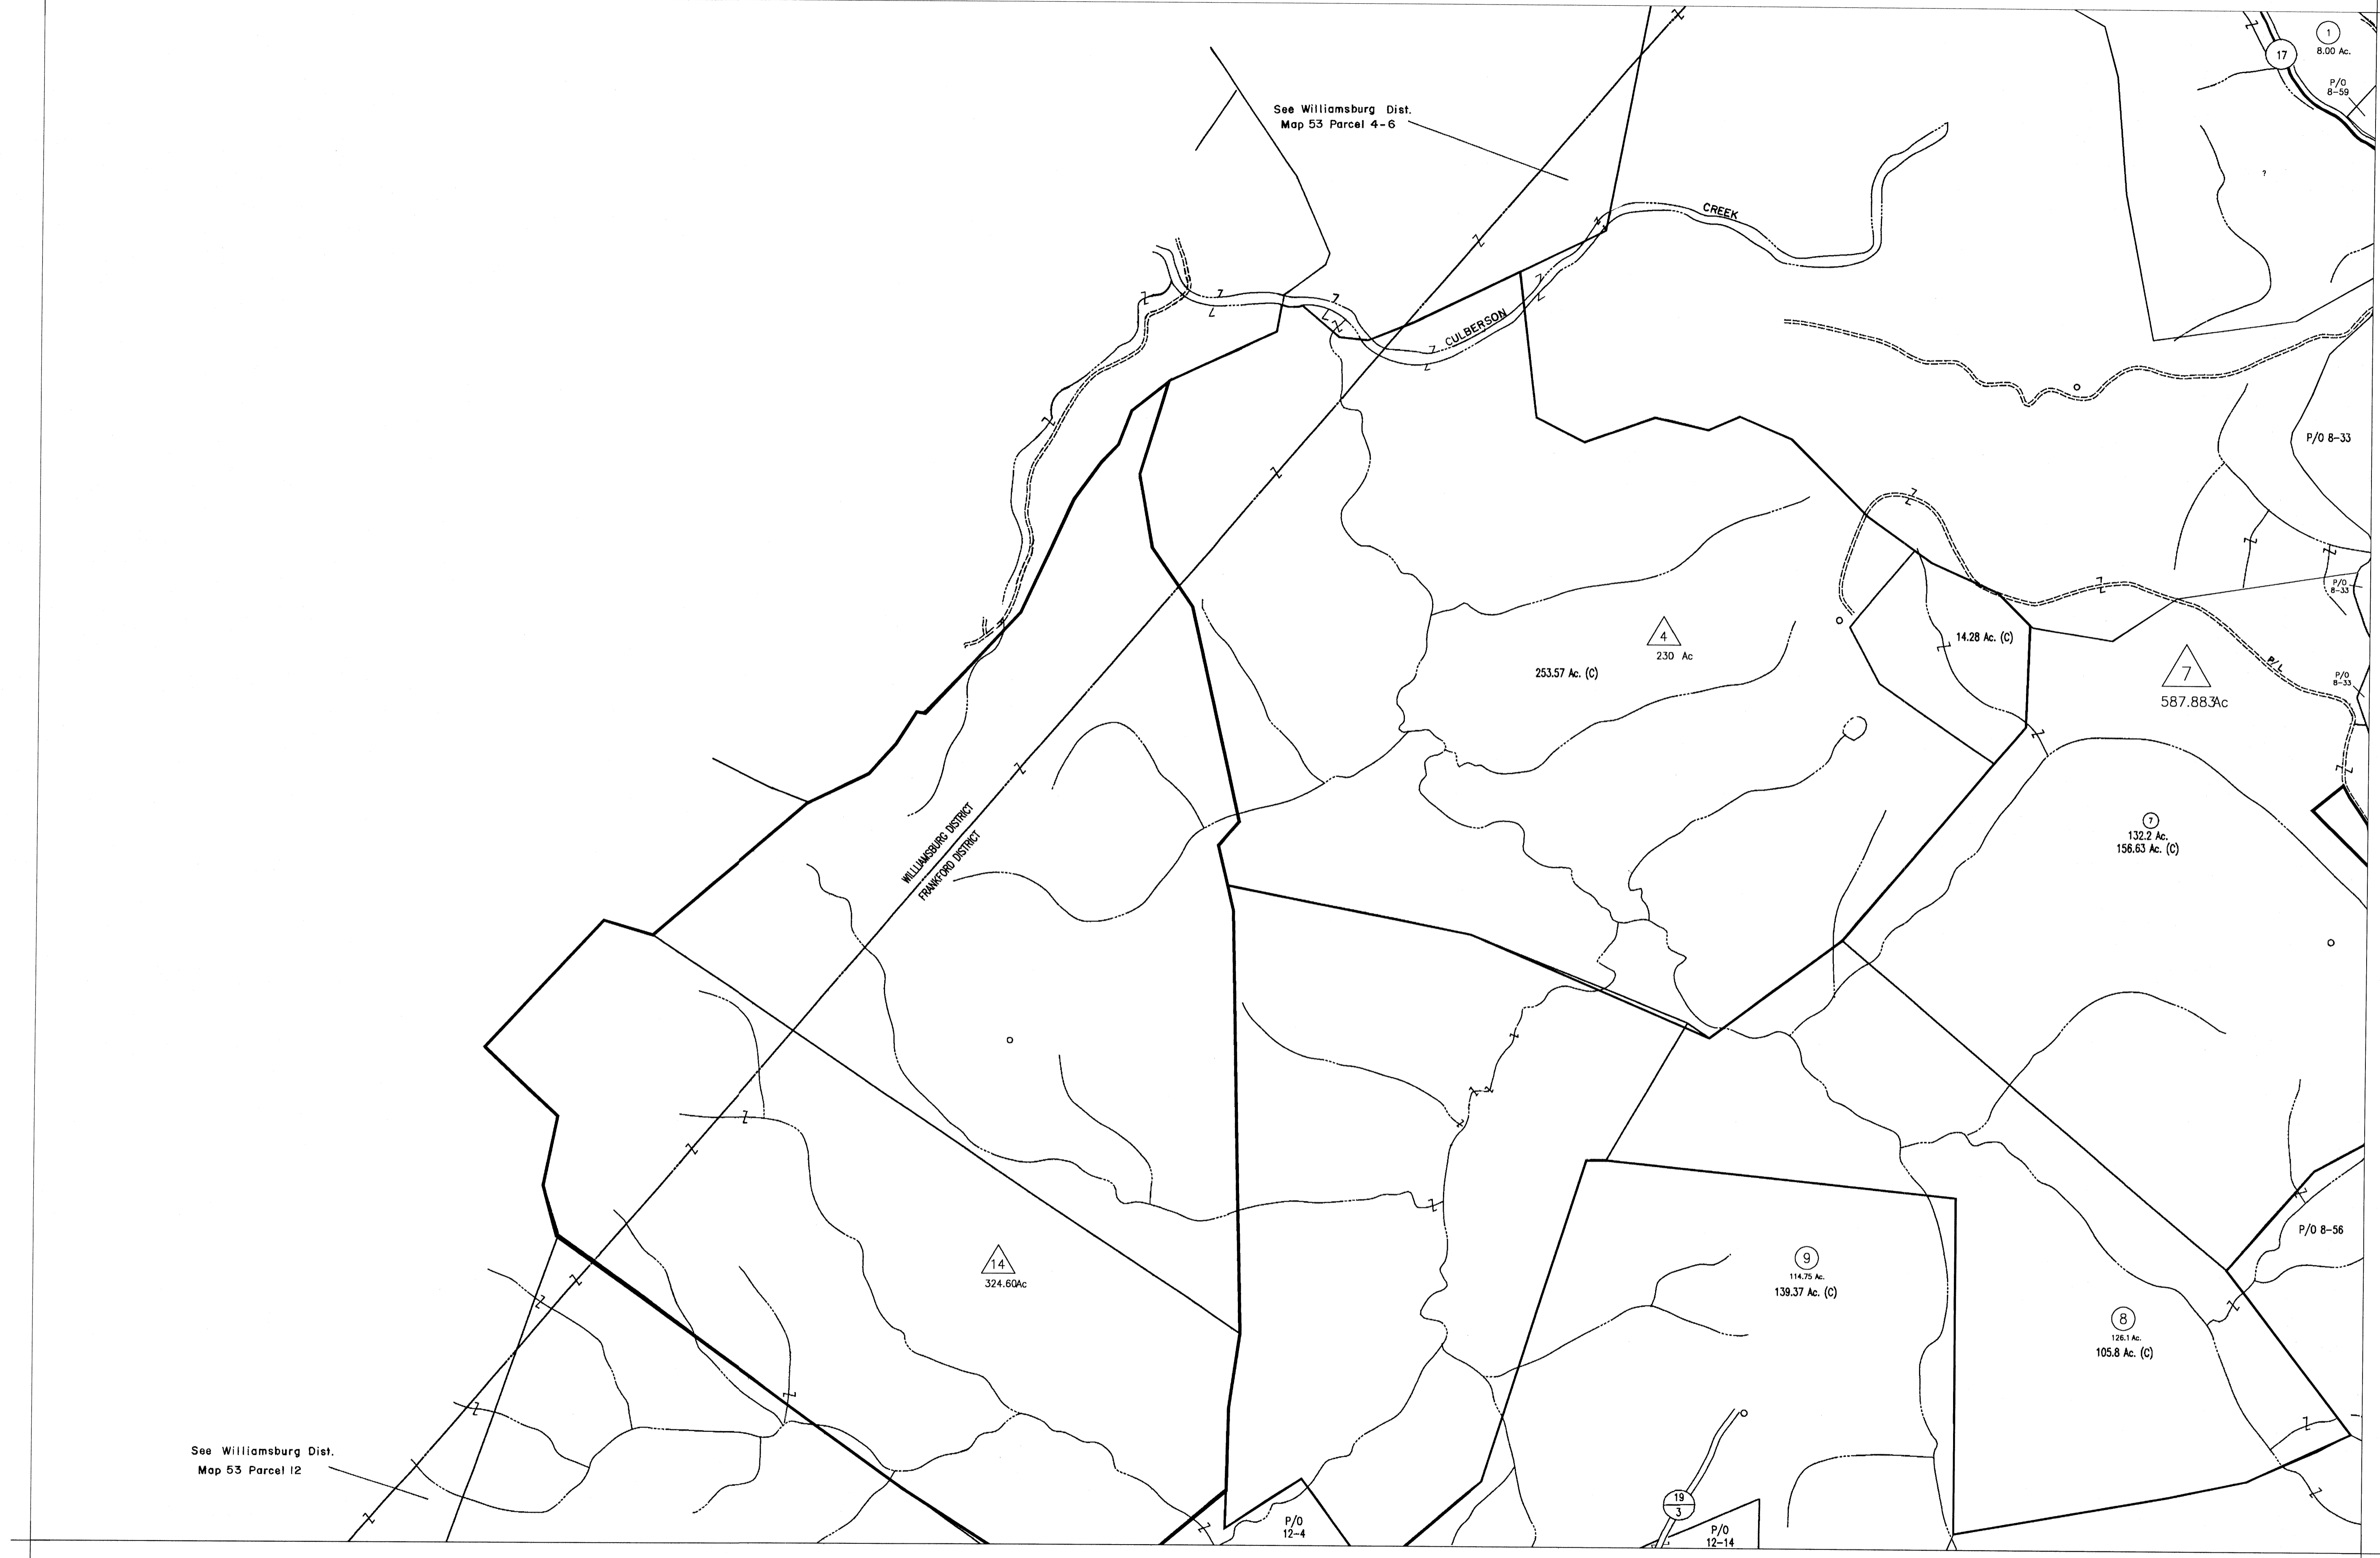 1
8.00 Ac.
17
P/O
8-59
See Williamsburg Dist.
Map 53 Parcel 4-6
?
CREEK
CULBERSON
P/O 8-33
P/O
8-33
4
230 Ac
14.28 Ac. (C)
253.57 Ac. (C)
P/L
7
587.883Ac
P/O
8-33
7
132.2 Ac.
156.63 Ac. (C)
WILLIAMSBURG DISTRICT
FRANKFORD DISTRICT
P/O 8-56
14
324.60Ac
9
114.75 Ac.
139.37 Ac. (C)
8
126.1 Ac.
105.8 Ac. (C)
See Williamsburg Dist.
Map 53 Parcel 12
19
3
P/O
12-4
P/O
12-14